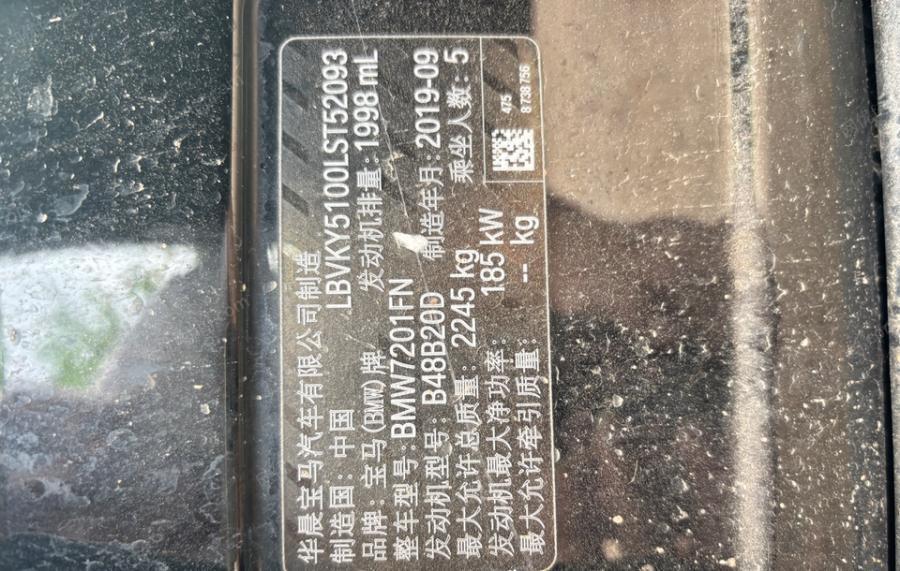 华晨宝马汽车有限公司制造
制造国：中国 LBVKY5100LST52093
品牌：宝马(BMW)牌 发动机排量：1998 mL
整车型号：BMW7201FN
发动机型号：B48B20D 制造年月：2019-09
最大允许总质量：2245 kg 乘坐人数：5
发动机最大净功率：185 kW
最大允许牵引质量：-- kg
475
8738756